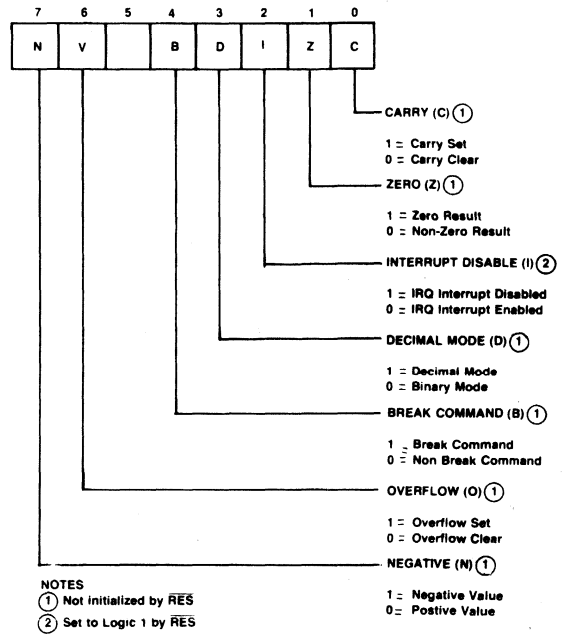 7 6 5 4 3 2 1 0
N V B D I Z C
CARRY (C) 1
1 = Carry Set
0 = Carry Clear
ZERO (Z) 1
1 = Zero Result
0 = Non-Zero Result
INTERRUPT DISABLE (I) 2
1 = IRQ Interrupt Disabled
0 = IRQ Interrupt Enabled
DECIMAL MODE (D) 1
1 = Decimal Mode
0 = Binary Mode
BREAK COMMAND (B) 1
1 = Break Command
0 = Non Break Command
OVERFLOW (O) 1
1 = Overflow Set
0 = Overflow Clear
NEGATIVE (N) 1
1 = Negative Value
0 = Postive Value
NOTES
1 Not initialized by R̅E̅S̅
2 Set to Logic 1 by R̅E̅S̅